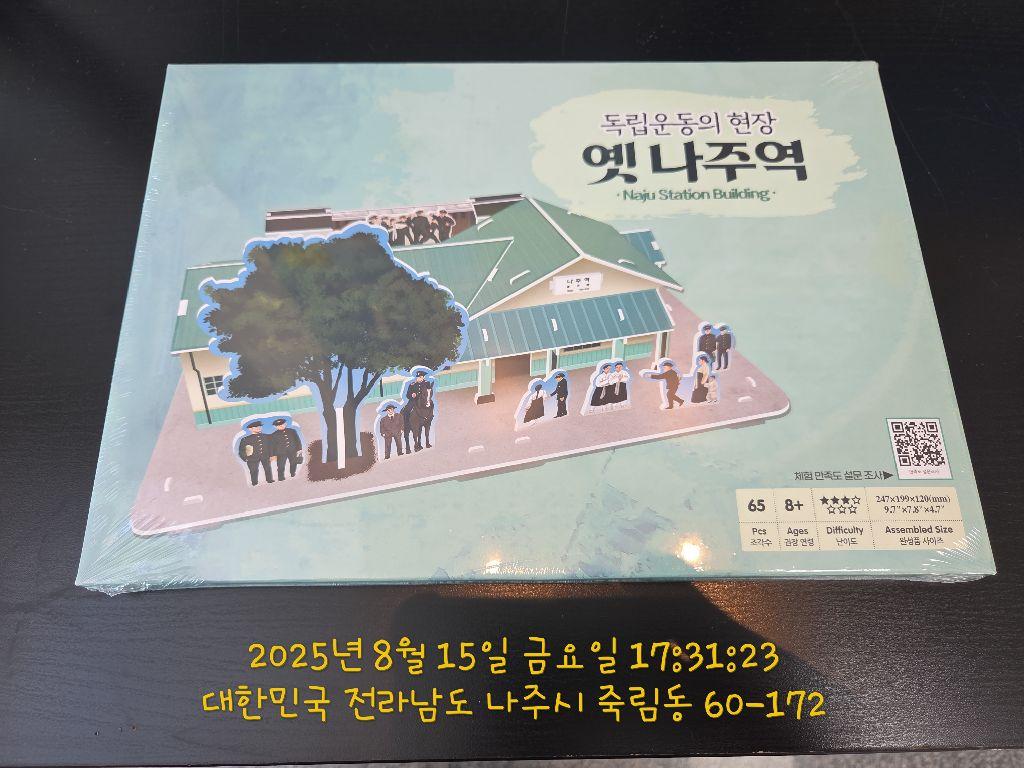 독립운동의 현장
옛 나주역
· Naju Station Building ·
나주역
체험 만족도 설문 조사▶
65
Pcs
조각수
8+
Ages
권장 연령
★★★☆
☆☆☆
Difficulty
난이도
247×199×120(mm)
9.7"×7.8"×4.7"
Assembled Size
완성품 사이즈
2025년 8월 15일 금요일 17:31:23
대한민국 전라남도 나주시 죽림동 60-172